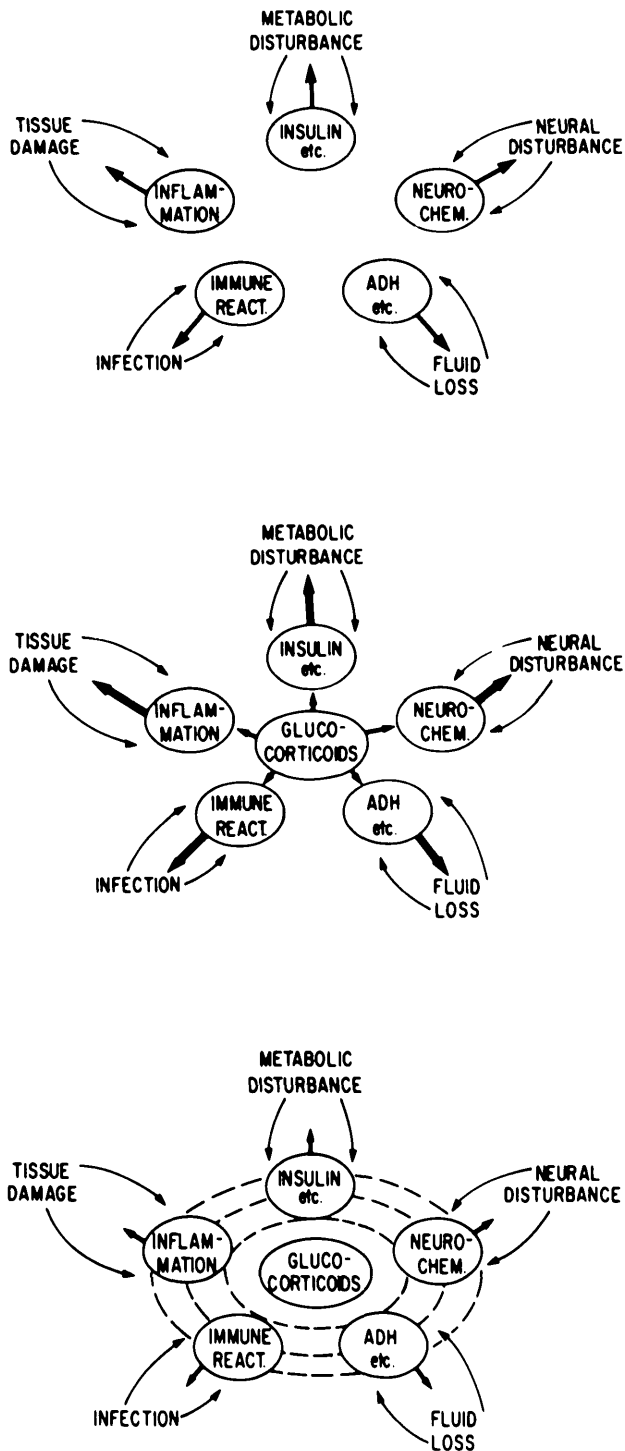 METABOLIC
DISTURBANCE
INSULIN
etc.
TISSUE
DAMAGE
NEURAL
DISTURBANCE
INFLAM-
MATION
NEURO-
CHEM.
IMMUNE
REACT.
ADH
etc.
INFECTION
FLUID
LOSS
METABOLIC
DISTURBANCE
INSULIN
etc.
TISSUE
DAMAGE
NEURAL
DISTURBANCE
INFLAM-
MATION
GLUCO-
CORTICOIDS
NEURO-
CHEM.
IMMUNE
REACT.
ADH
etc.
INFECTION
FLUID
LOSS
METABOLIC
DISTURBANCE
INSULIN
etc.
TISSUE
DAMAGE
NEURAL
DISTURBANCE
INFLAM-
MATION
GLUCO-
CORTICOIDS
NEURO-
CHEM.
IMMUNE
REACT.
ADH
etc.
INFECTION
FLUID
LOSS